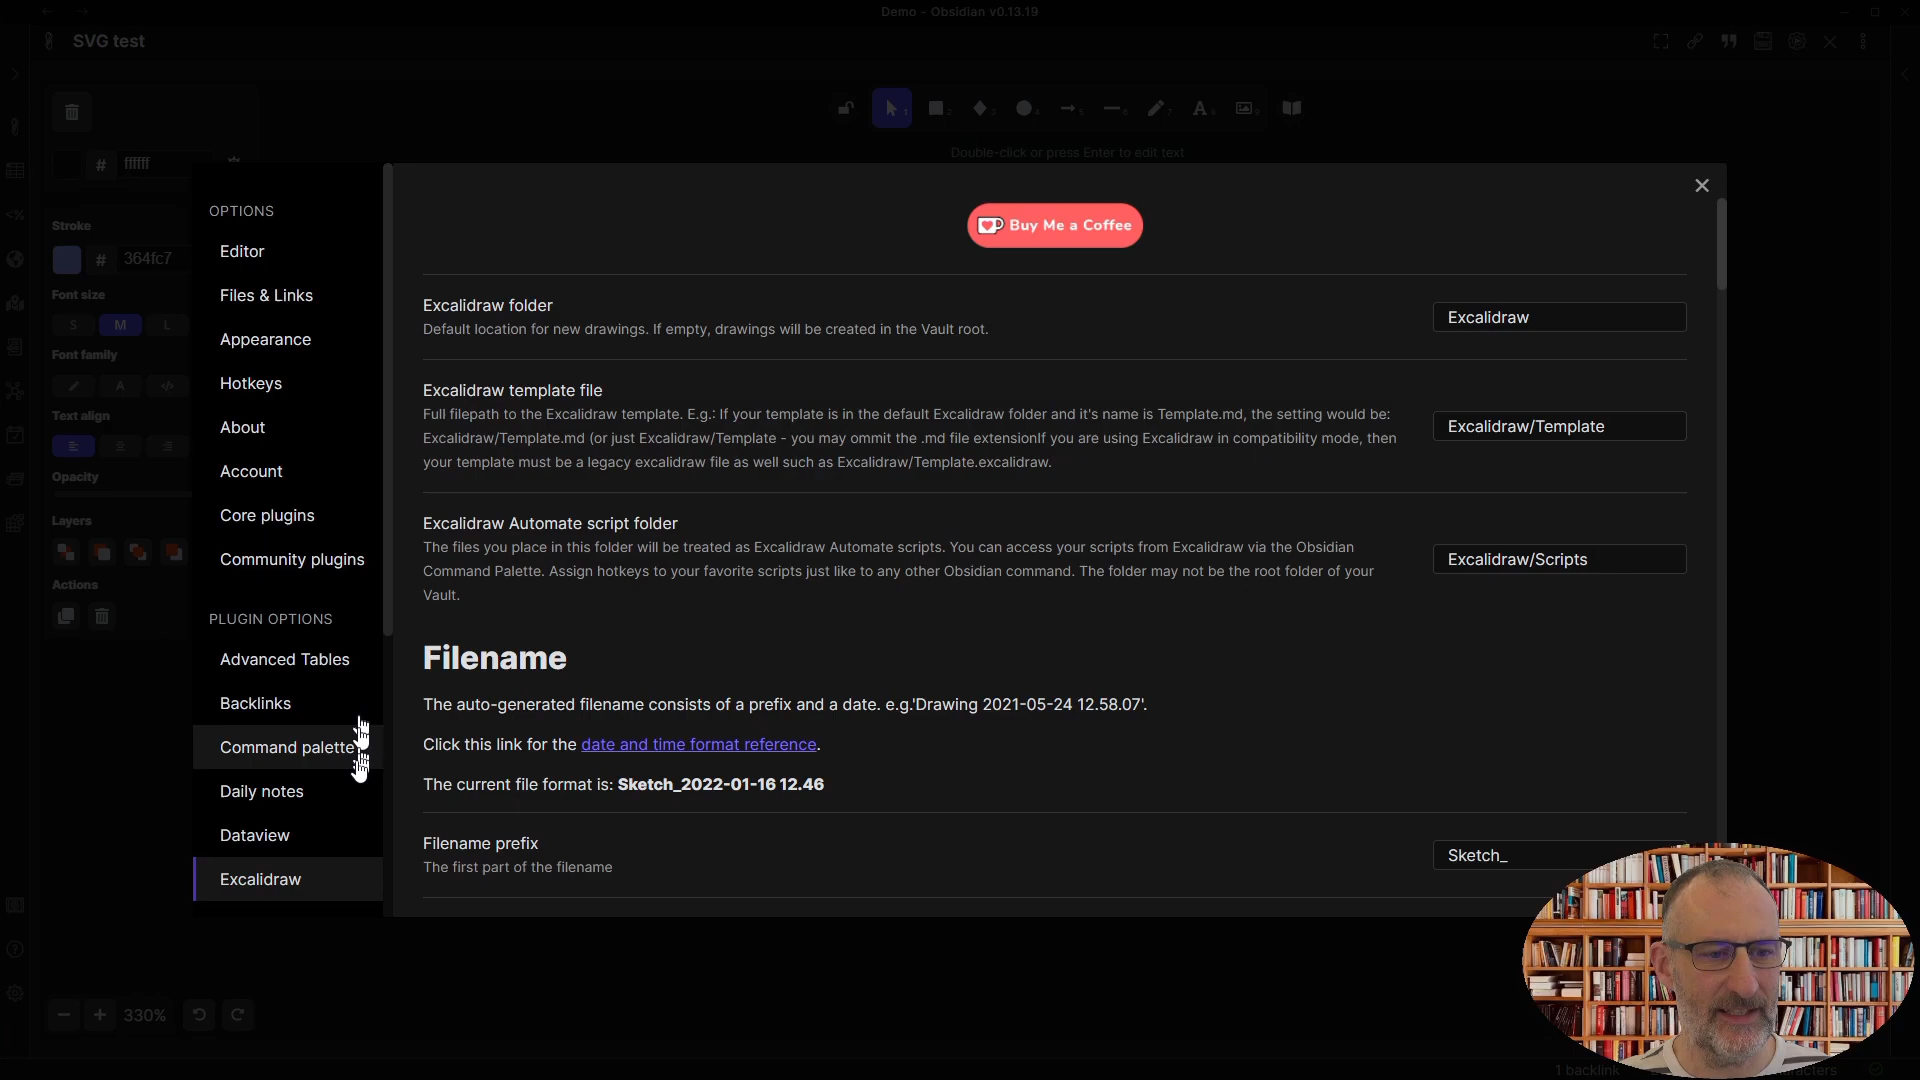 Demo - Obsidian v0.13.19
SVG test
Double-click or press Enter to edit text
# ffffff
Stroke
# 364fc7
Font size
S M L
Font family
Text align
Opacity
Layers
Actions
330%
OPTIONS
Editor
Files & Links
Appearance
Hotkeys
About
Account
Core plugins
Community plugins
PLUGIN OPTIONS
Advanced Tables
Backlinks
Command palette
Daily notes
Dataview
Excalidraw
Buy Me a Coffee
Excalidraw folder
Default location for new drawings. If empty, drawings will be created in the Vault root.
Excalidraw
Excalidraw template file
Full filepath to the Excalidraw template. E.g.: If your template is in the default Excalidraw folder and it's name is Template.md, the setting would be:
Excalidraw/Template.md (or just Excalidraw/Template - you may ommit the .md file extensionIf you are using Excalidraw in compatibility mode, then
your template must be a legacy excalidraw file as well such as Excalidraw/Template.excalidraw.
Excalidraw/Template
Excalidraw Automate script folder
The files you place in this folder will be treated as Excalidraw Automate scripts. You can access your scripts from Excalidraw via the Obsidian
Command Palette. Assign hotkeys to your favorite scripts just like to any other Obsidian command. The folder may not be the root folder of your
Vault.
Excalidraw/Scripts
Filename
The auto-generated filename consists of a prefix and a date. e.g.'Drawing 2021-05-24 12.58.07'.
Click this link for the date and time format reference.
The current file format is: Sketch_2022-01-16 12.46
Filename prefix
The first part of the filename
Sketch_
1 backlink